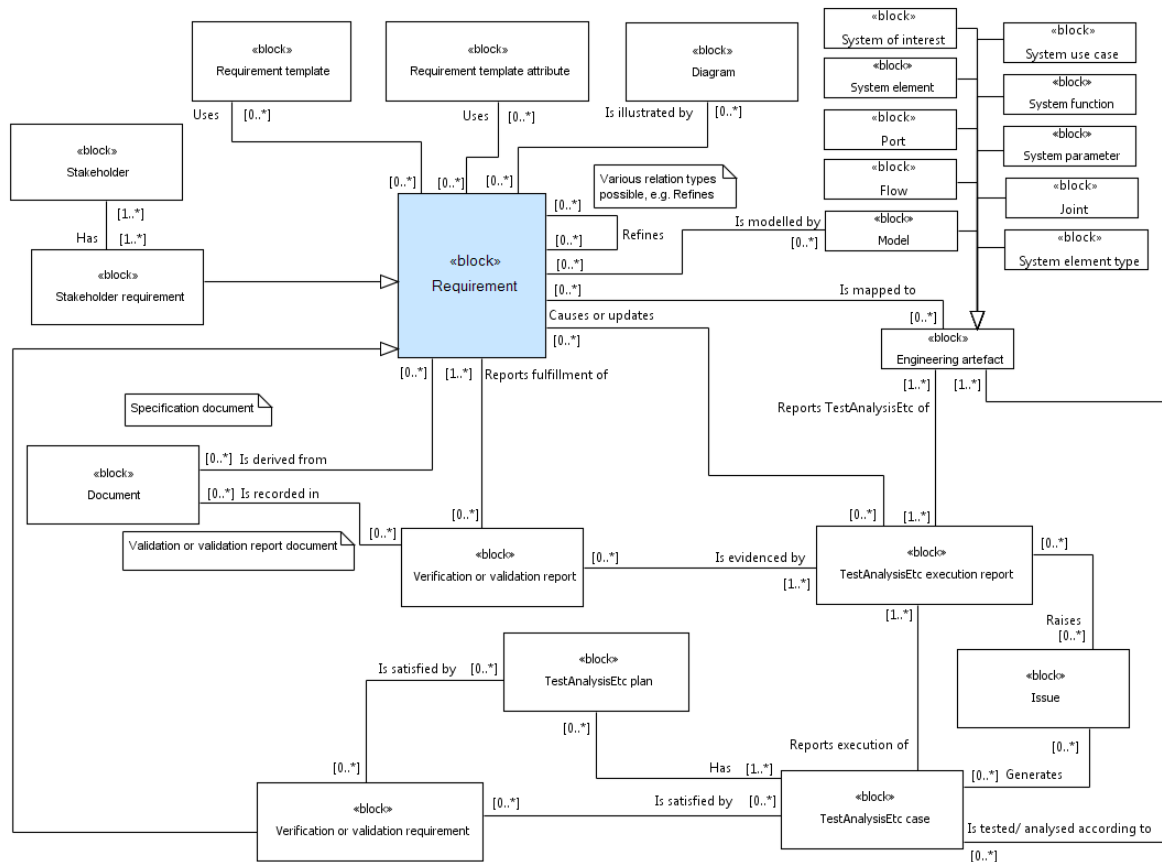 «block»
Requirement template
«block»
Requirement template attribute
«block»
Diagram
«block»
System of interest
«block»
System use case
«block»
System element
«block»
System function
«block»
Port
«block»
System parameter
«block»
Flow
«block»
Joint
«block»
Model
«block»
System element type
Uses
[0..*]
Uses
[0..*]
Is illustrated by
[0..*]
«block»
Stakeholder
[1..*]
Has
[1..*]
«block»
Stakeholder requirement
[0..*]
[0..*]
[0..*]
Various relation types
possible, e.g. Refines
«block»
Requirement
[0..*]
[0..*]
Refines
Is modelled by
[0..*]
[0..*]
[0..*]
Is mapped to
[0..*]
Causes or updates
[0..*]
«block»
Engineering artefact
[0..*]
[1..*]
Reports fulfillment of
[1..*]
[1..*]
Reports TestAnalysisEtc of
Specification document
«block»
Document
[0..*]
Is derived from
[0..*]
Is recorded in
Validation or validation report document
[0..*]
[0..*]
«block»
Verification or validation report
Is evidenced by
[1..*]
[0..*]
[1..*]
«block»
TestAnalysisEtc execution report
[0..*]
[1..*]
Raises
[0..*]
«block»
Issue
[0..*]
Is satisfied by
[0..*]
«block»
TestAnalysisEtc plan
[0..*]
[0..*]
Reports execution of
Has
[1..*]
[0..*]
Generates
«block»
Verification or validation requirement
[0..*]
Is satisfied by
[0..*]
«block»
TestAnalysisEtc case
Is tested/ analysed according to
[0..*]